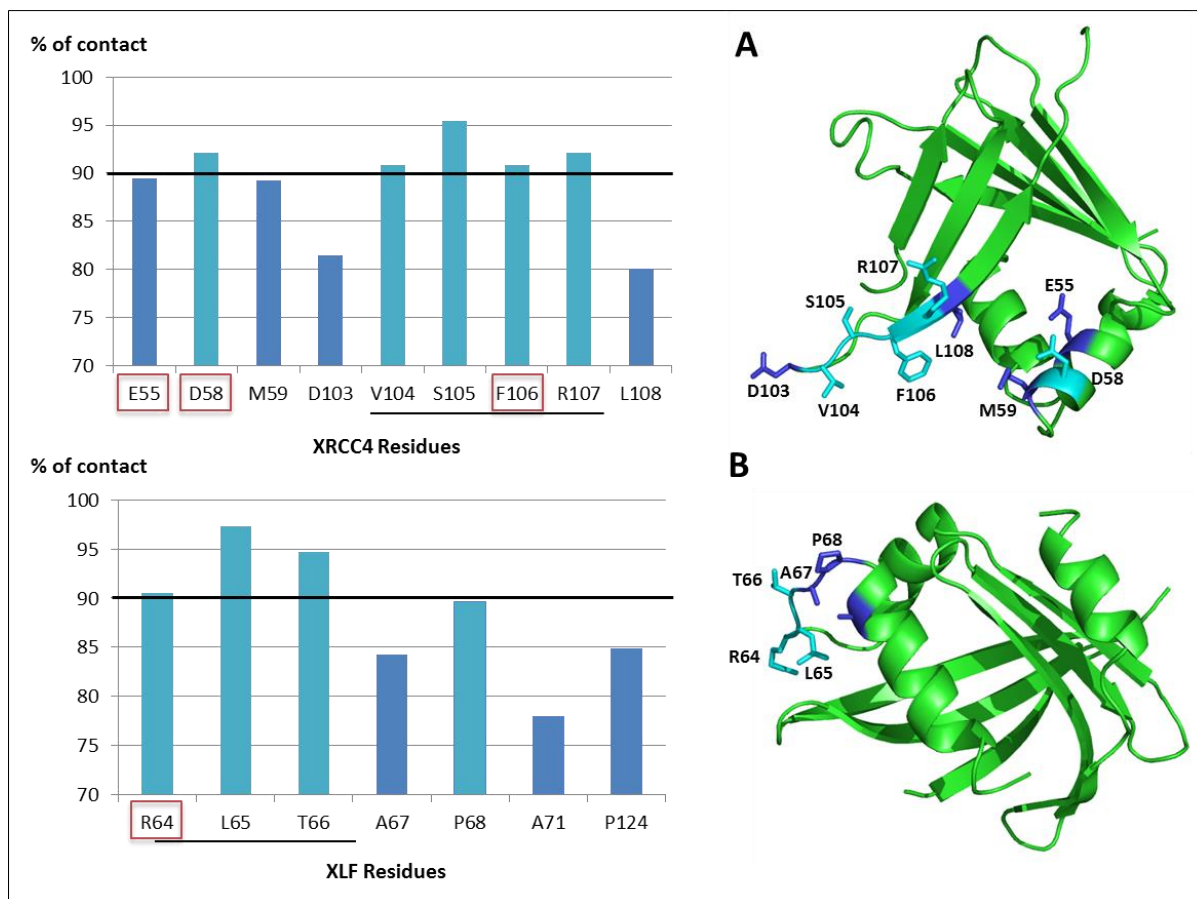 % of contact
100
95
90
85
80
75
70
E55 D58 M59 D103 V104 S105 F106 R107 L108
XRCC4 Residues
% of contact
100
95
90
85
80
75
70
R64 L65 T66 A67 P68 A71 P124
XLF Residues
A
R107
E55
S105
L108
D103
D58
V104
F106
M59
B
P68
T66
A67
R64
L65